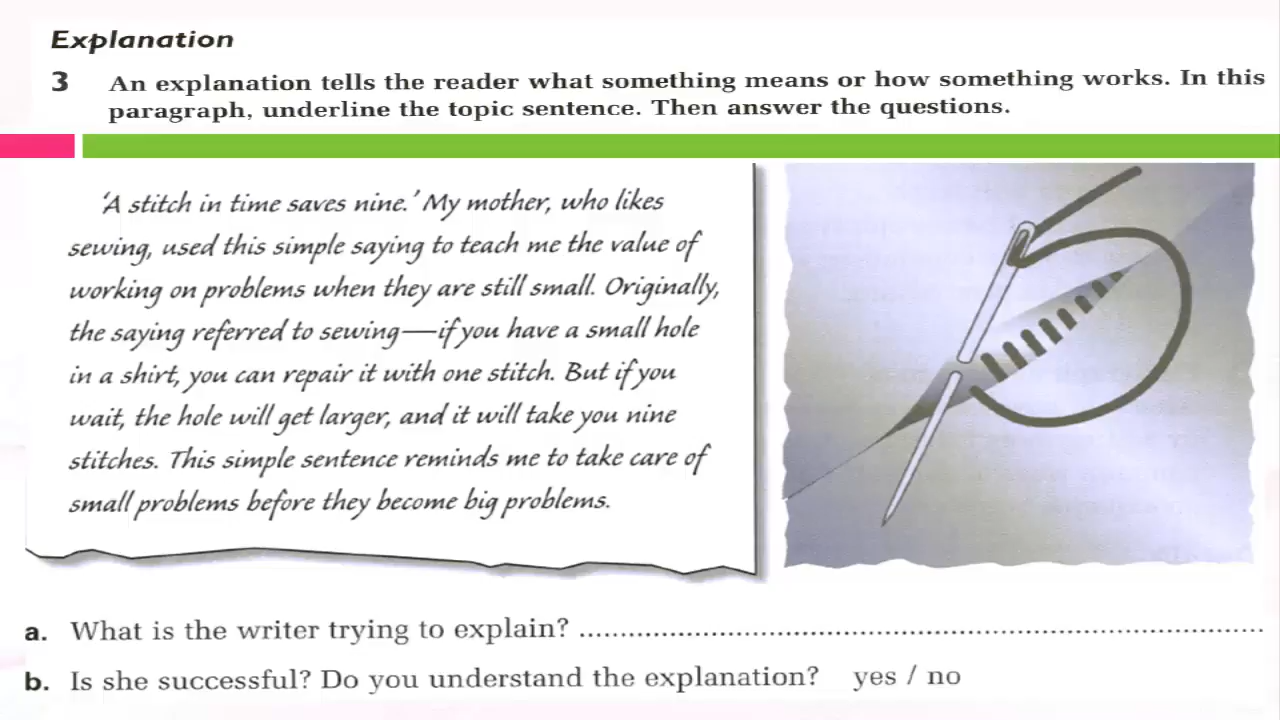 Explanation
3 An explanation tells the reader what something means or how something works. In this
paragraph, underline the topic sentence. Then answer the questions.
‘A stitch in time saves nine.’ My mother, who likes
sewing, used this simple saying to teach me the value of
working on problems when they are still small. Originally,
the saying referred to sewing—if you have a small hole
in a shirt, you can repair it with one stitch. But if you
wait, the hole will get larger, and it will take you nine
stitches. This simple sentence reminds me to take care of
small problems before they become big problems.
a. What is the writer trying to explain? ....................................................................................
b. Is she successful? Do you understand the explanation? yes / no